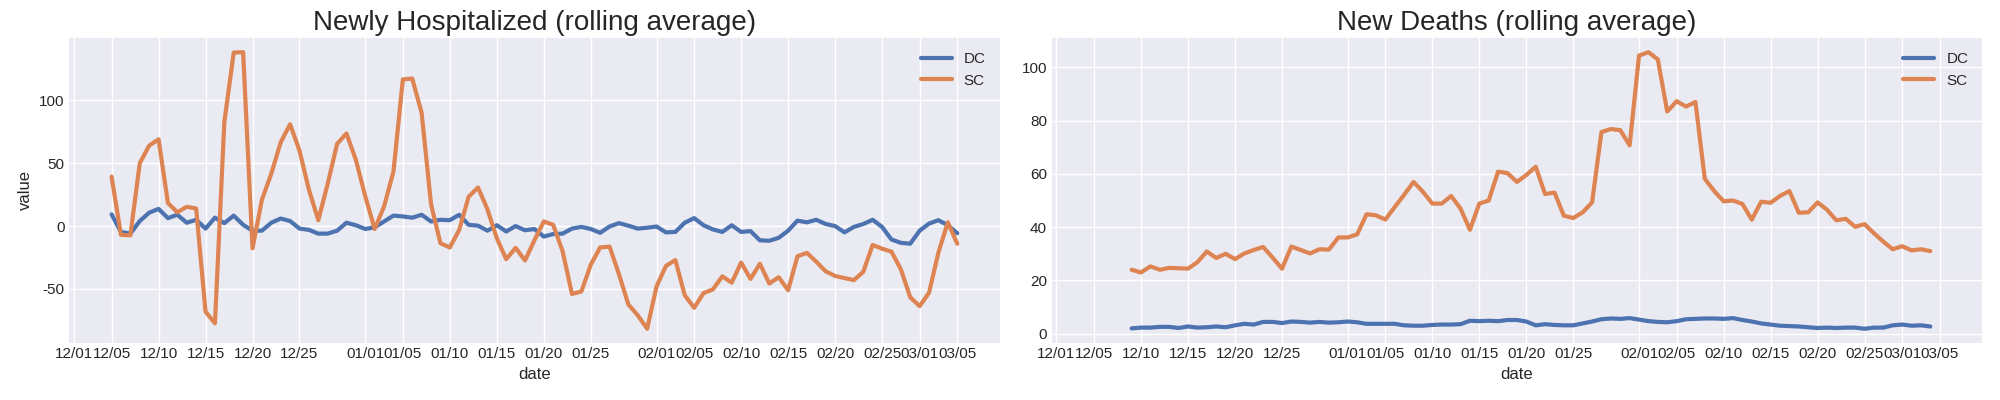 Newly Hospitalized (rolling average)
DC
SC
100
50
0
-50
value
12/01 12/05 12/10 12/15 12/20 12/25 01/01 01/05 01/10 01/15 01/20 01/25 02/01 02/05 02/10 02/15 02/20 02/25 03/01 03/05
date
New Deaths (rolling average)
DC
SC
100
80
60
40
20
0
12/01 12/05 12/10 12/15 12/20 12/25 01/01 01/05 01/10 01/15 01/20 01/25 02/01 02/05 02/10 02/15 02/20 02/25 03/01 03/05
date